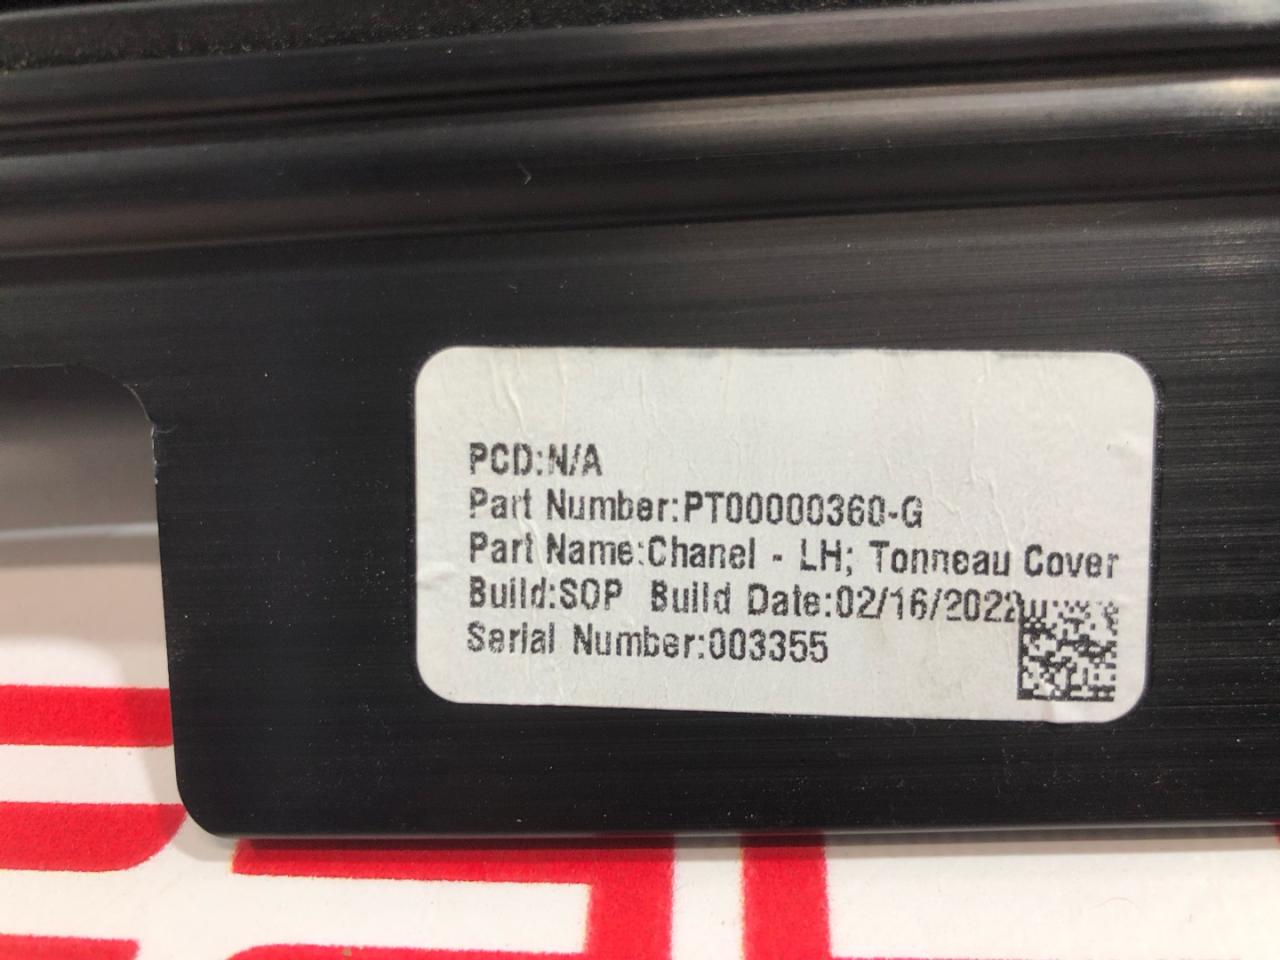 PCD:N/A
Part Number:PT00000360-G
Part Name:Chanel - LH; Tonneau Cover
Build:SOP Build Date:02/16/2022
Serial Number:003355